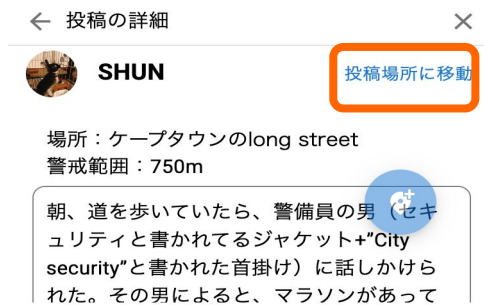 投稿の詳細
SHUN
投稿場所に移動
場所：ケープタウンのlong street
警戒範囲：750m
朝、道を歩いていたら、警備員の男（セキ
ュリティと書かれてるジャケット+”City
security”と書かれた首掛け）に話しかけら
れた。その男によると、マラソンがあって